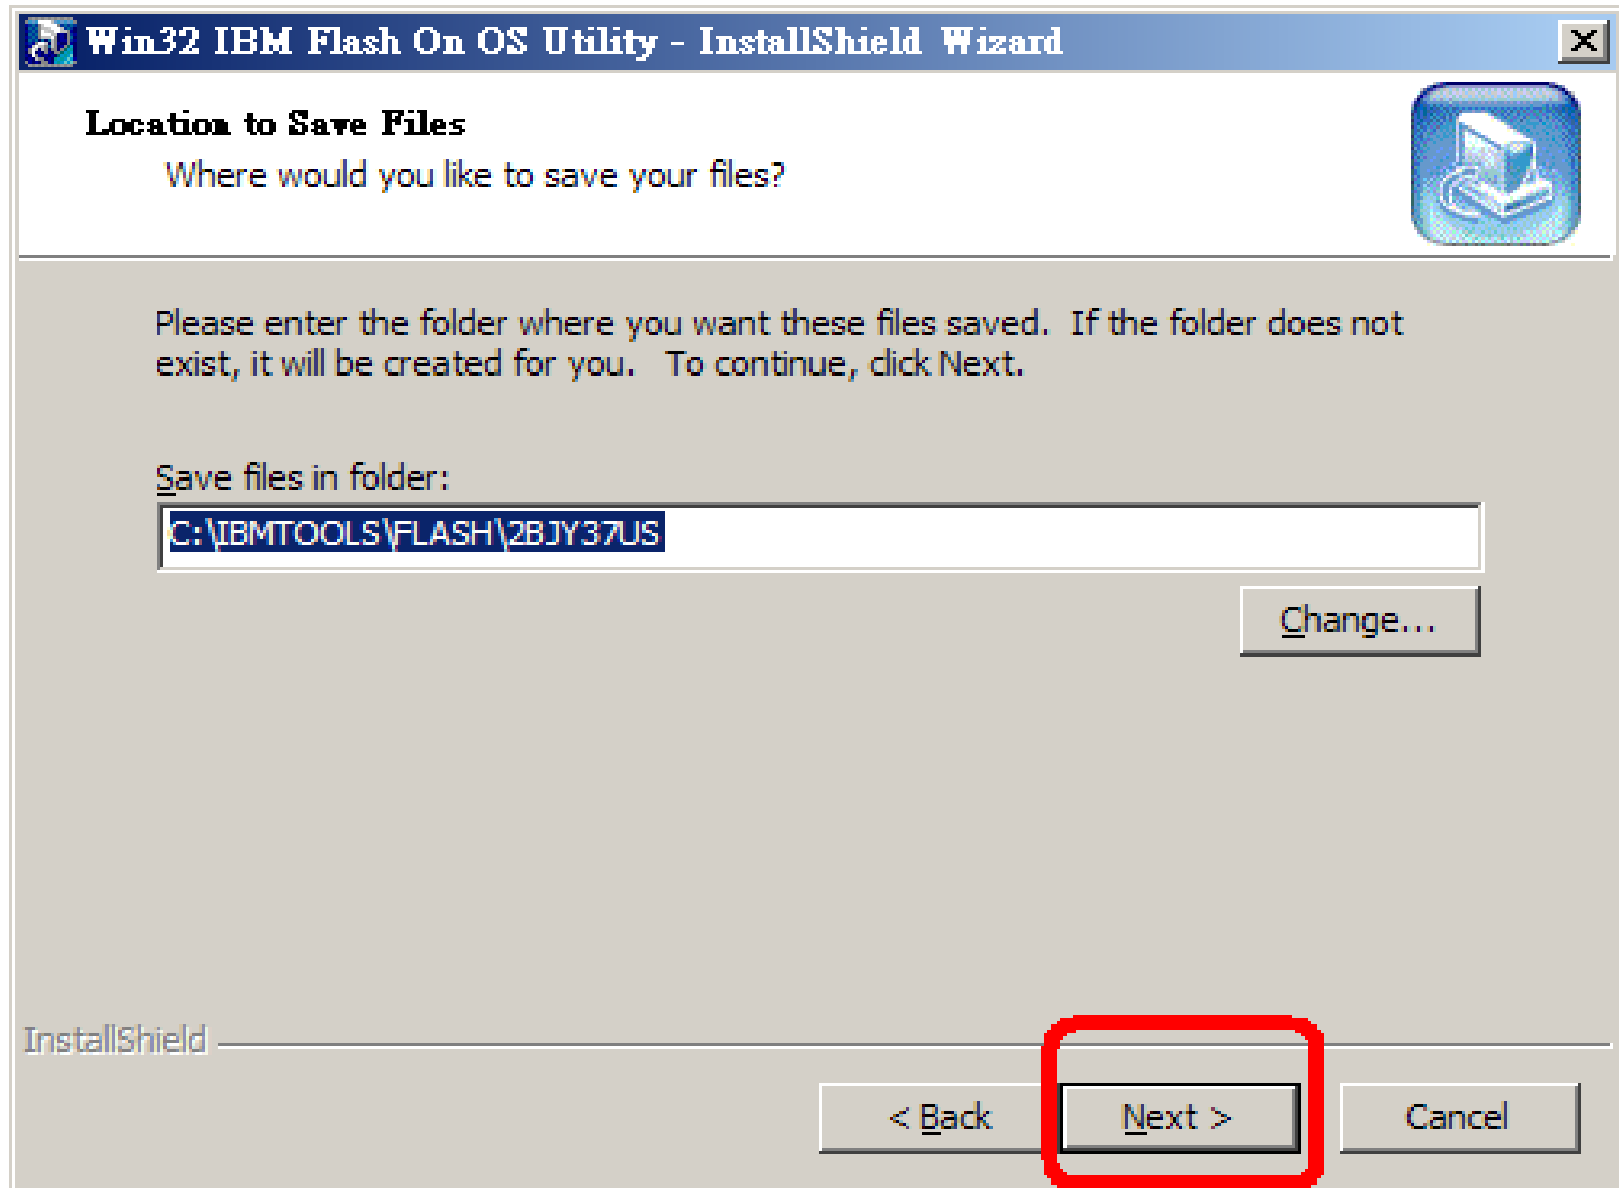 Win32 IBM Flash On OS Utility - InstallShield Wizard
Location to Save Files
Where would you like to save your files?
Please enter the folder where you want these files saved. If the folder does not
exist, it will be created for you. To continue, click Next.
Save files in folder:
C:\IBMTOOLS\FLASH\2BJY37US
Change...
InstallShield
< Back
Next >
Cancel